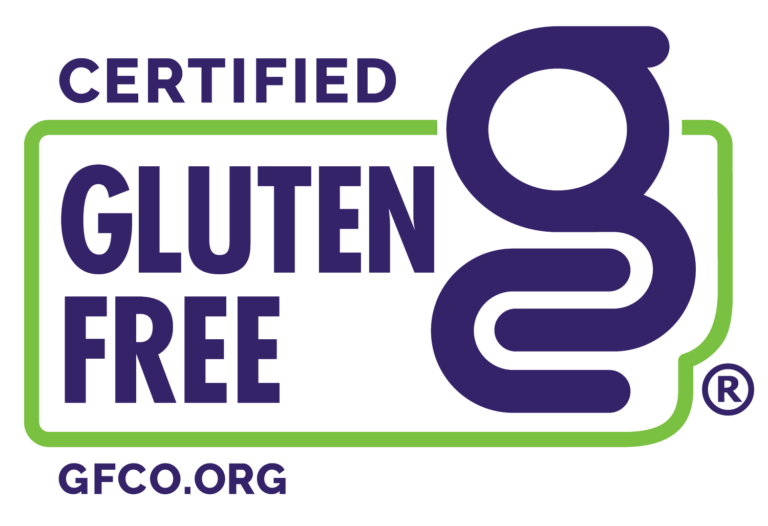 CERTIFIED
GLUTEN
FREE
®
GFCO.ORG